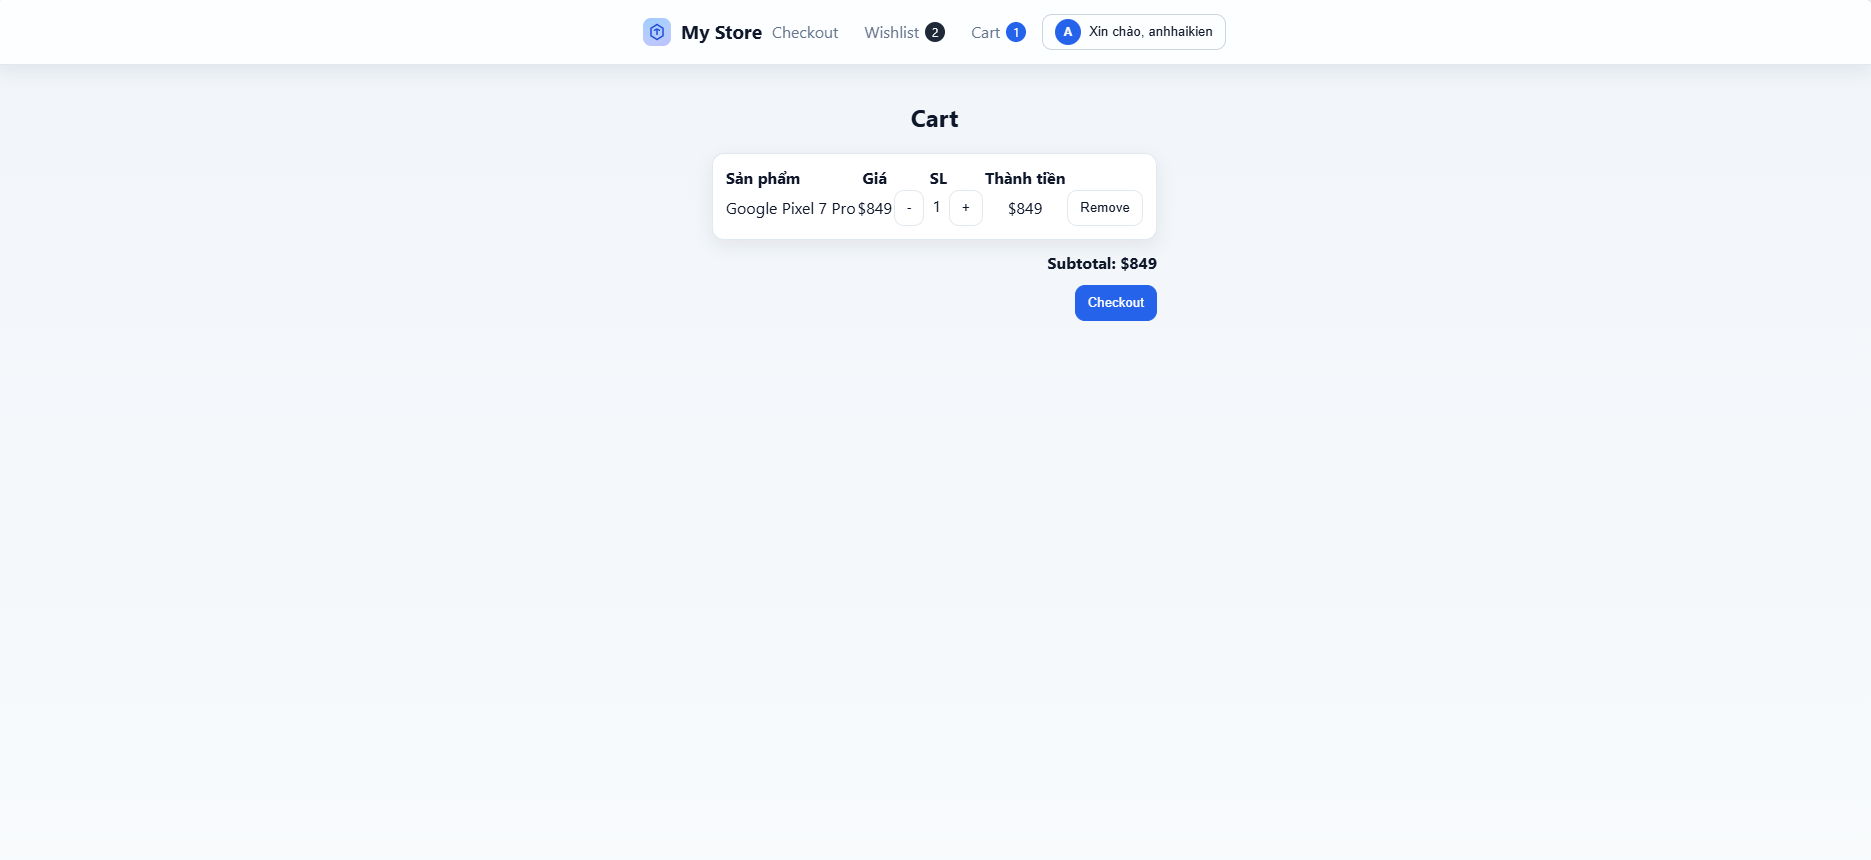 My Store Checkout Wishlist 2 Cart 1 A Xin chào, anhhaikien
Cart
Sản phẩm Giá SL Thành tiền
Google Pixel 7 Pro $849 - 1 + $849 Remove
Subtotal: $849
Checkout